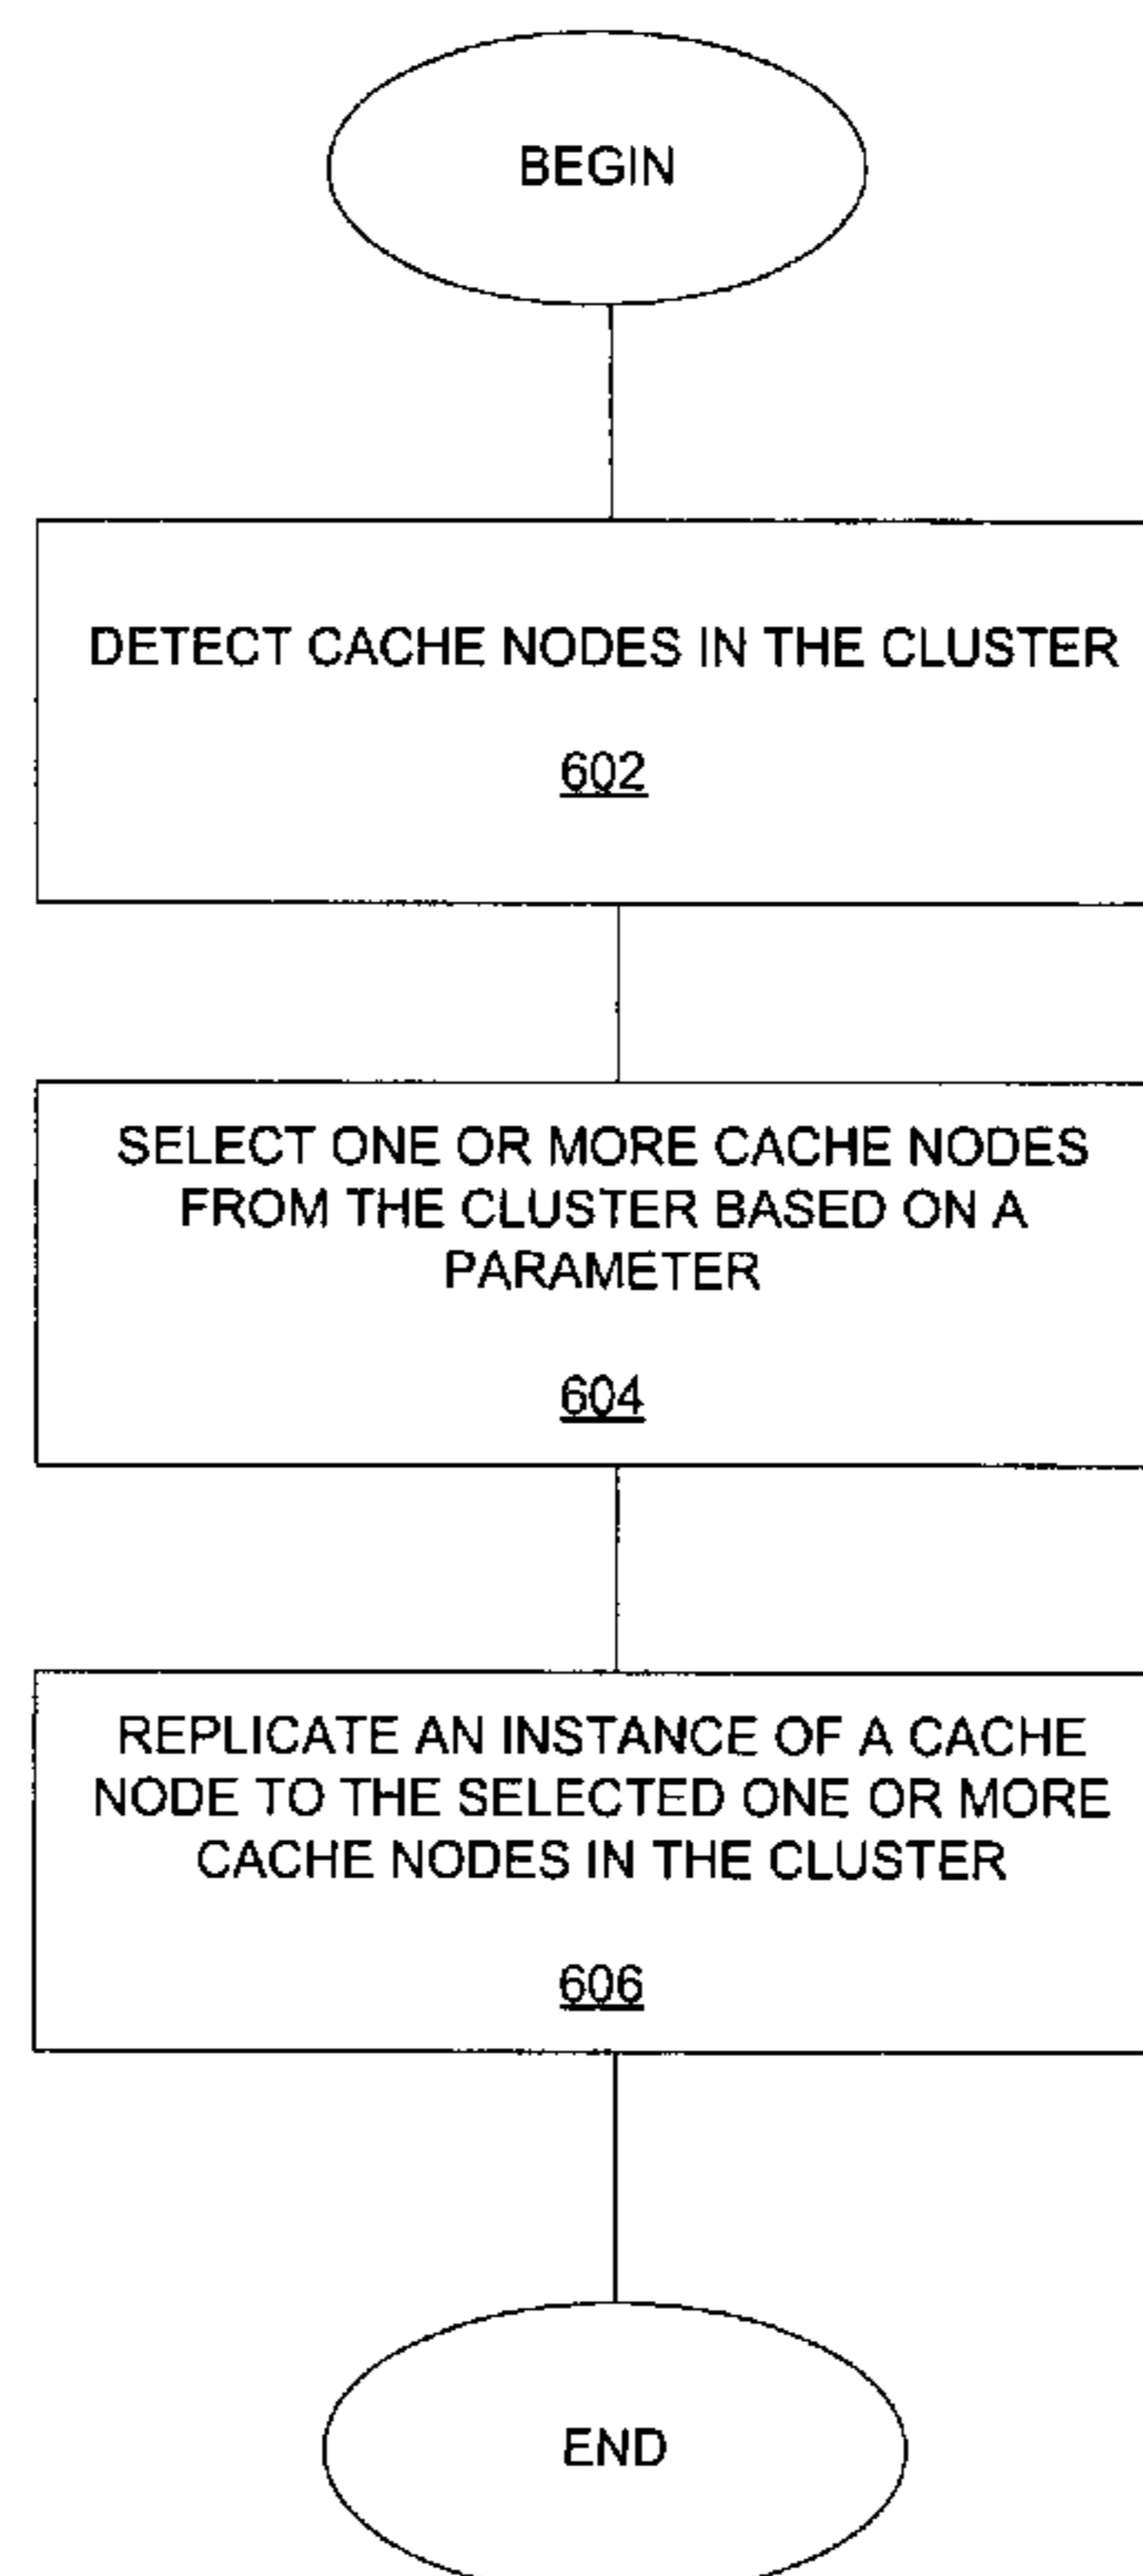 BEGIN
DETECT CACHE NODES IN THE CLUSTER
602
SELECT ONE OR MORE CACHE NODES
FROM THE CLUSTER BASED ON A
PARAMETER
604
REPLICATE AN INSTANCE OF A CACHE
NODE TO THE SELECTED ONE OR MORE
CACHE NODES IN THE CLUSTER
606
END